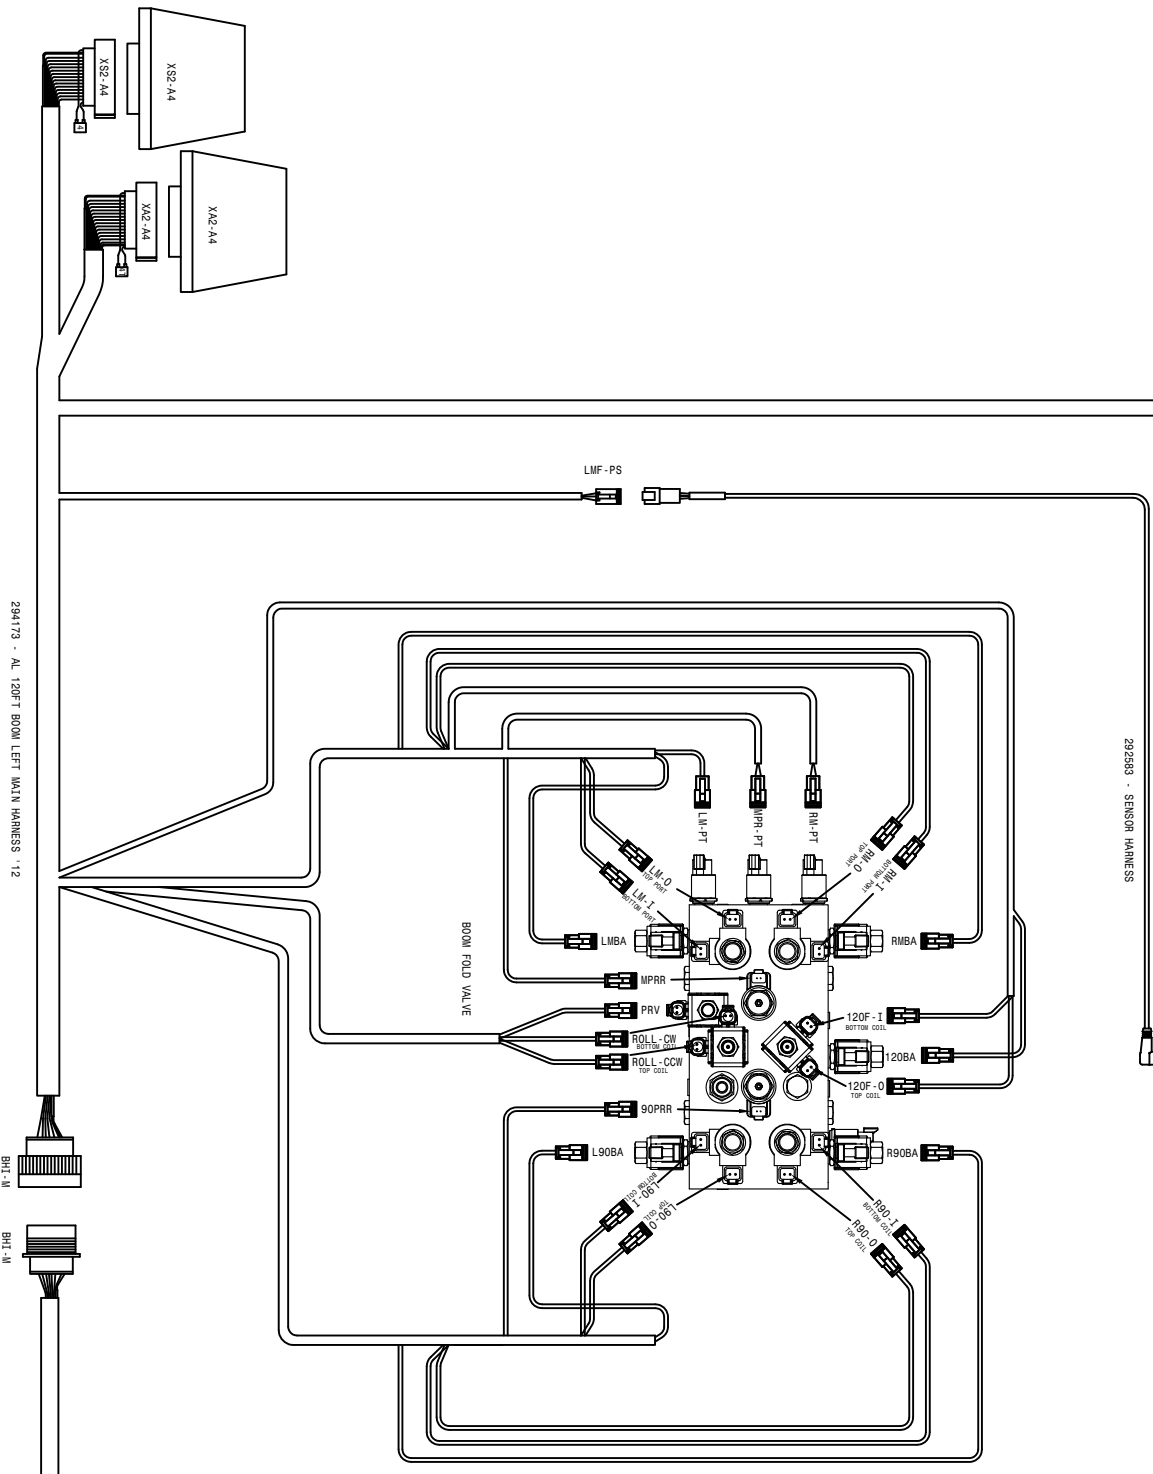 XS2-A4
XS2-A4
4
XA2-A4
XA2-A4
LMF-PS
292583 - SENSOR HARNESS
294173 - AL 120FT BOOM LEFT MAIN HARNESS '12
BOOM FOLD VALVE
LM-PT
MPR-PT
RM-PT
LM-O
TOP PORT
LM-I
BOTTOM PORT
RM-O
TOP PORT
RM-I
BOTTOM PORT
LMBA
RMBA
MPRR
PRV
ROLL-CW
BOTTOM COIL
ROLL-CCW
TOP COIL
120F-I
BOTTOM COIL
120BA
120F-O
TOP COIL
90PRR
L90BA
R90BA
L90-I
BOTTOM COIL
L90-O
TOP COIL
R90-I
BOTTOM COIL
R90-O
TOP COIL
BHI-M
BHI-M